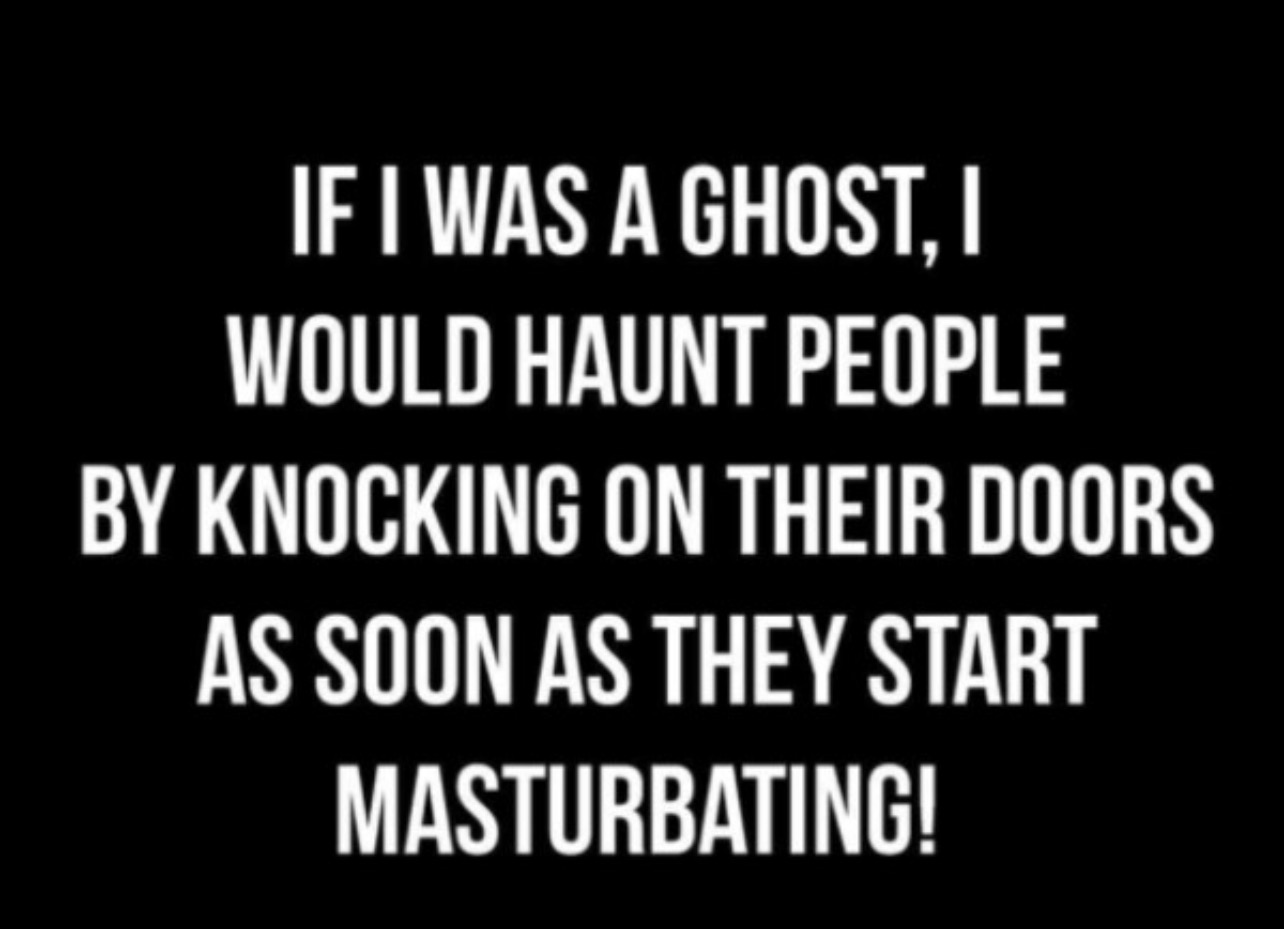 IF I WAS A GHOST, I
WOULD HAUNT PEOPLE
BY KNOCKING ON THEIR DOORS
AS SOON AS THEY START
MASTURBATING!